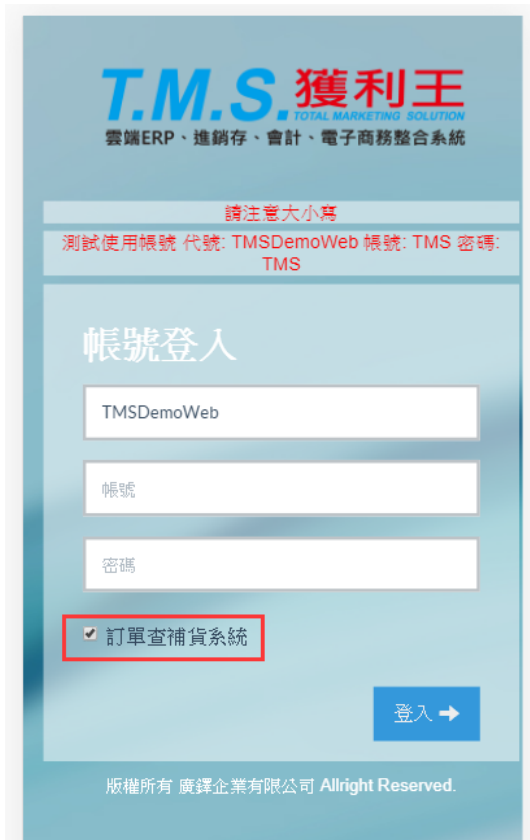 T.M.S.獲利王
TOTAL MARKETING SOLUTION
雲端ERP、進銷存、會計、電子商務整合系統
請注意大小寫
測試使用帳號 代號: TMSDemoWeb 帳號: TMS 密碼:
TMS
帳號登入
TMSDemoWeb
帳號
密碼
訂單查補貨系統
登入
版權所有 廣鐸企業有限公司 Allright Reserved.